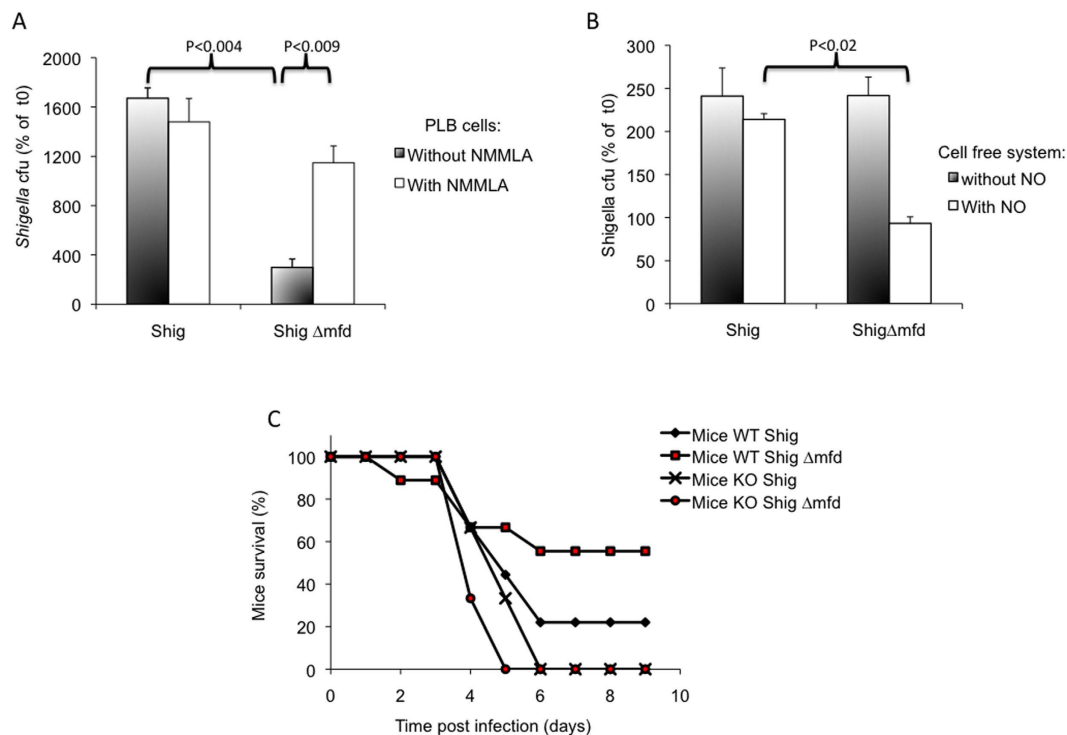 A
P<0.004
P<0.009
2000
1600
1200
800
400
0
Shigella cfu (% of t0)
Shig
Shig Δmfd
PLB cells:
Without NMMLA
With NMMLA
B
P<0.02
300
250
200
150
100
50
0
Shigella cfu (% of t0)
Shig
ShigΔmfd
Cell free system:
without NO
With NO
C
100
80
60
40
20
0
Mice survival (%)
0 2 4 6 8 10
Time post infection (days)
Mice WT Shig
Mice WT Shig Δmfd
Mice KO Shig
Mice KO Shig Δmfd